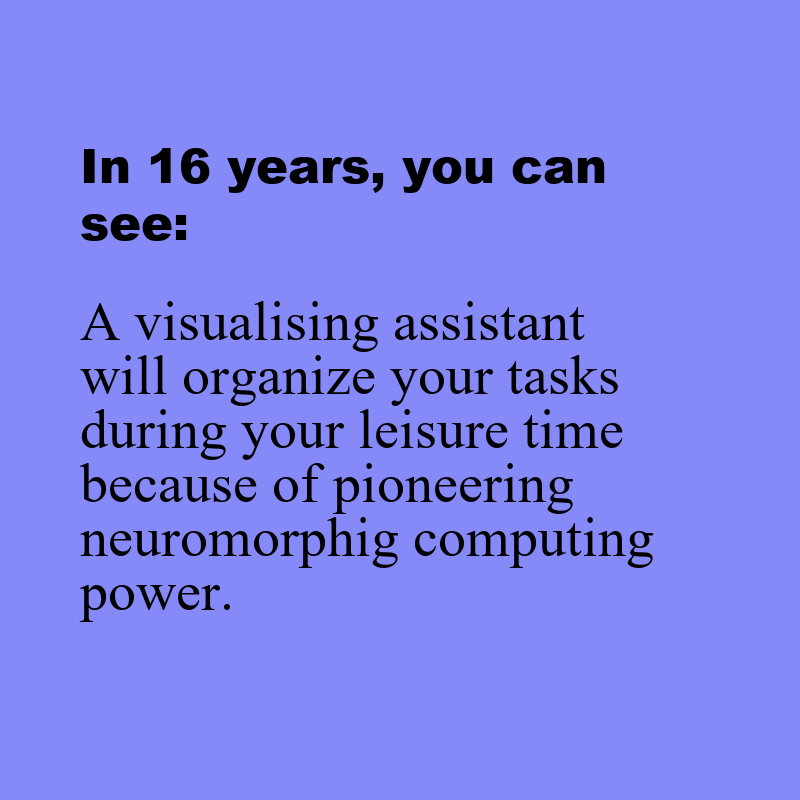 In 16 years, you can
see:
A visualising assistant
will organize your tasks
during your leisure time
because of pioneering
neuromorphig computing
power.